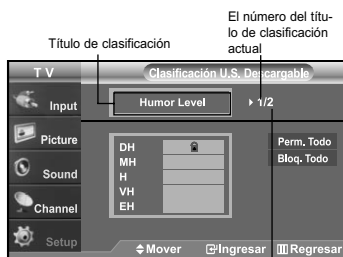 El número del títu-
lo de clasificación
actual
Título de clasificación
T V
Clasificación U.S. Descargable
Input
Humor Level
1/2
Picture
Perm. Todo
DH
Bloq. Todo
MH
Sound
H
VH
Channel
EH
Setup
Mover
Ingresar
Regresar